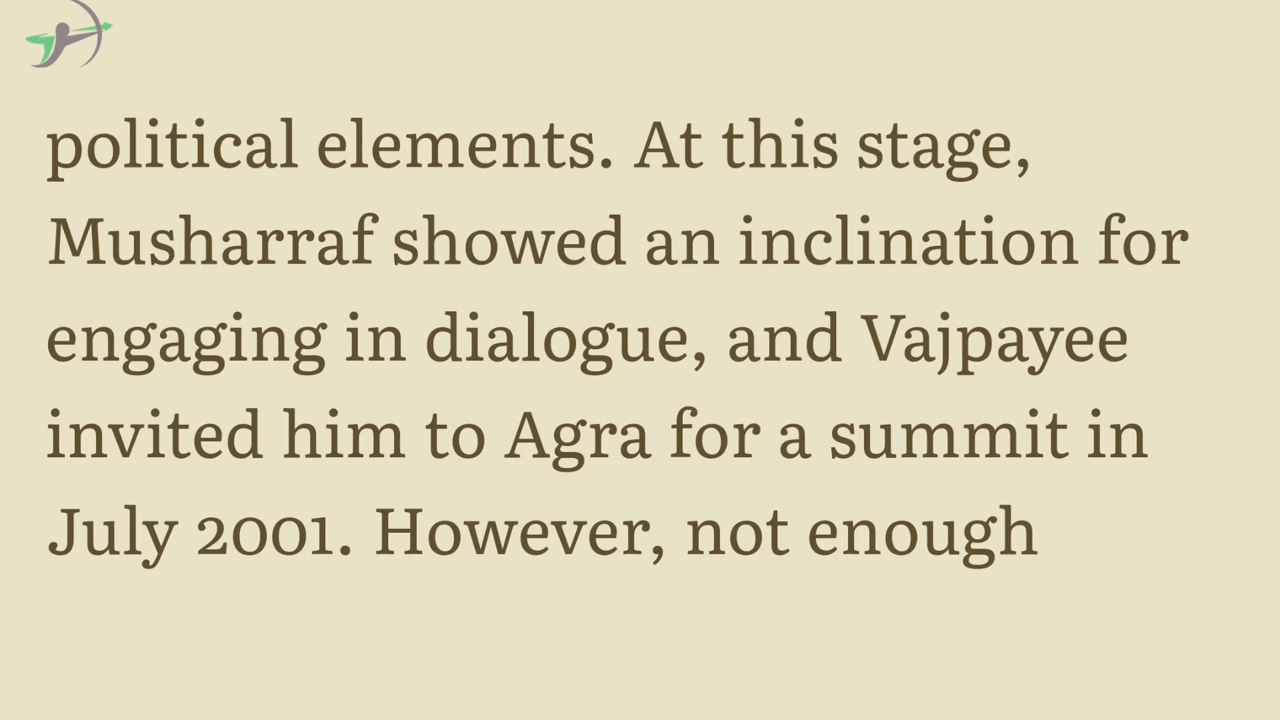 political elements. At this stage,
Musharraf showed an inclination for
engaging in dialogue, and Vajpayee
invited him to Agra for a summit in
July 2001. However, not enough